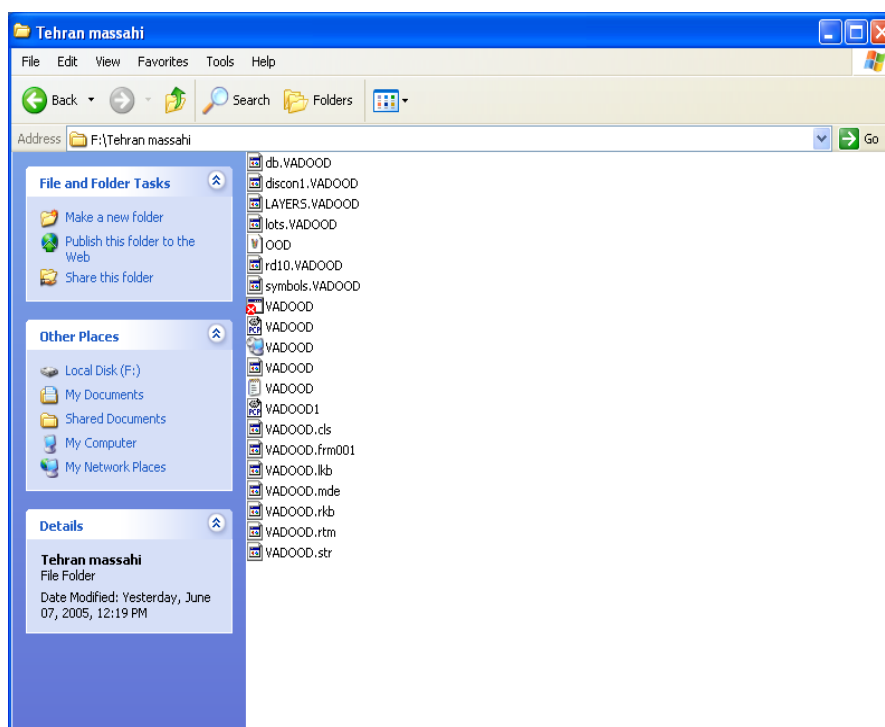 Tehran massahi
File Edit View Favorites Tools Help
Back Search Folders
Address F:\Tehran massahi Go
File and Folder Tasks
Make a new folder
Publish this folder to the
Web
Share this folder
Other Places
Local Disk (F:)
My Documents
Shared Documents
My Computer
My Network Places
Details
Tehran massahi
File Folder
Date Modified: Yesterday, June
07, 2005, 12:19 PM
db.VADOOD
discon1.VADOOD
LAYERS.VADOOD
lots.VADOOD
OOD
rd10.VADOOD
symbols.VADOOD
VADOOD
VADOOD
VADOOD
VADOOD
VADOOD
VADOOD1
VADOOD.cls
VADOOD.frm001
VADOOD.lkb
VADOOD.mde
VADOOD.rkb
VADOOD.rtm
VADOOD.str